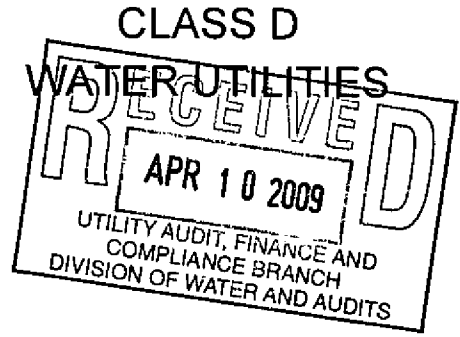 CLASS D
WATER UTILITIES
RECEIVED
APR 10 2009
UTILITY AUDIT, FINANCE AND
COMPLIANCE BRANCH
DIVISION OF WATER AND AUDITS